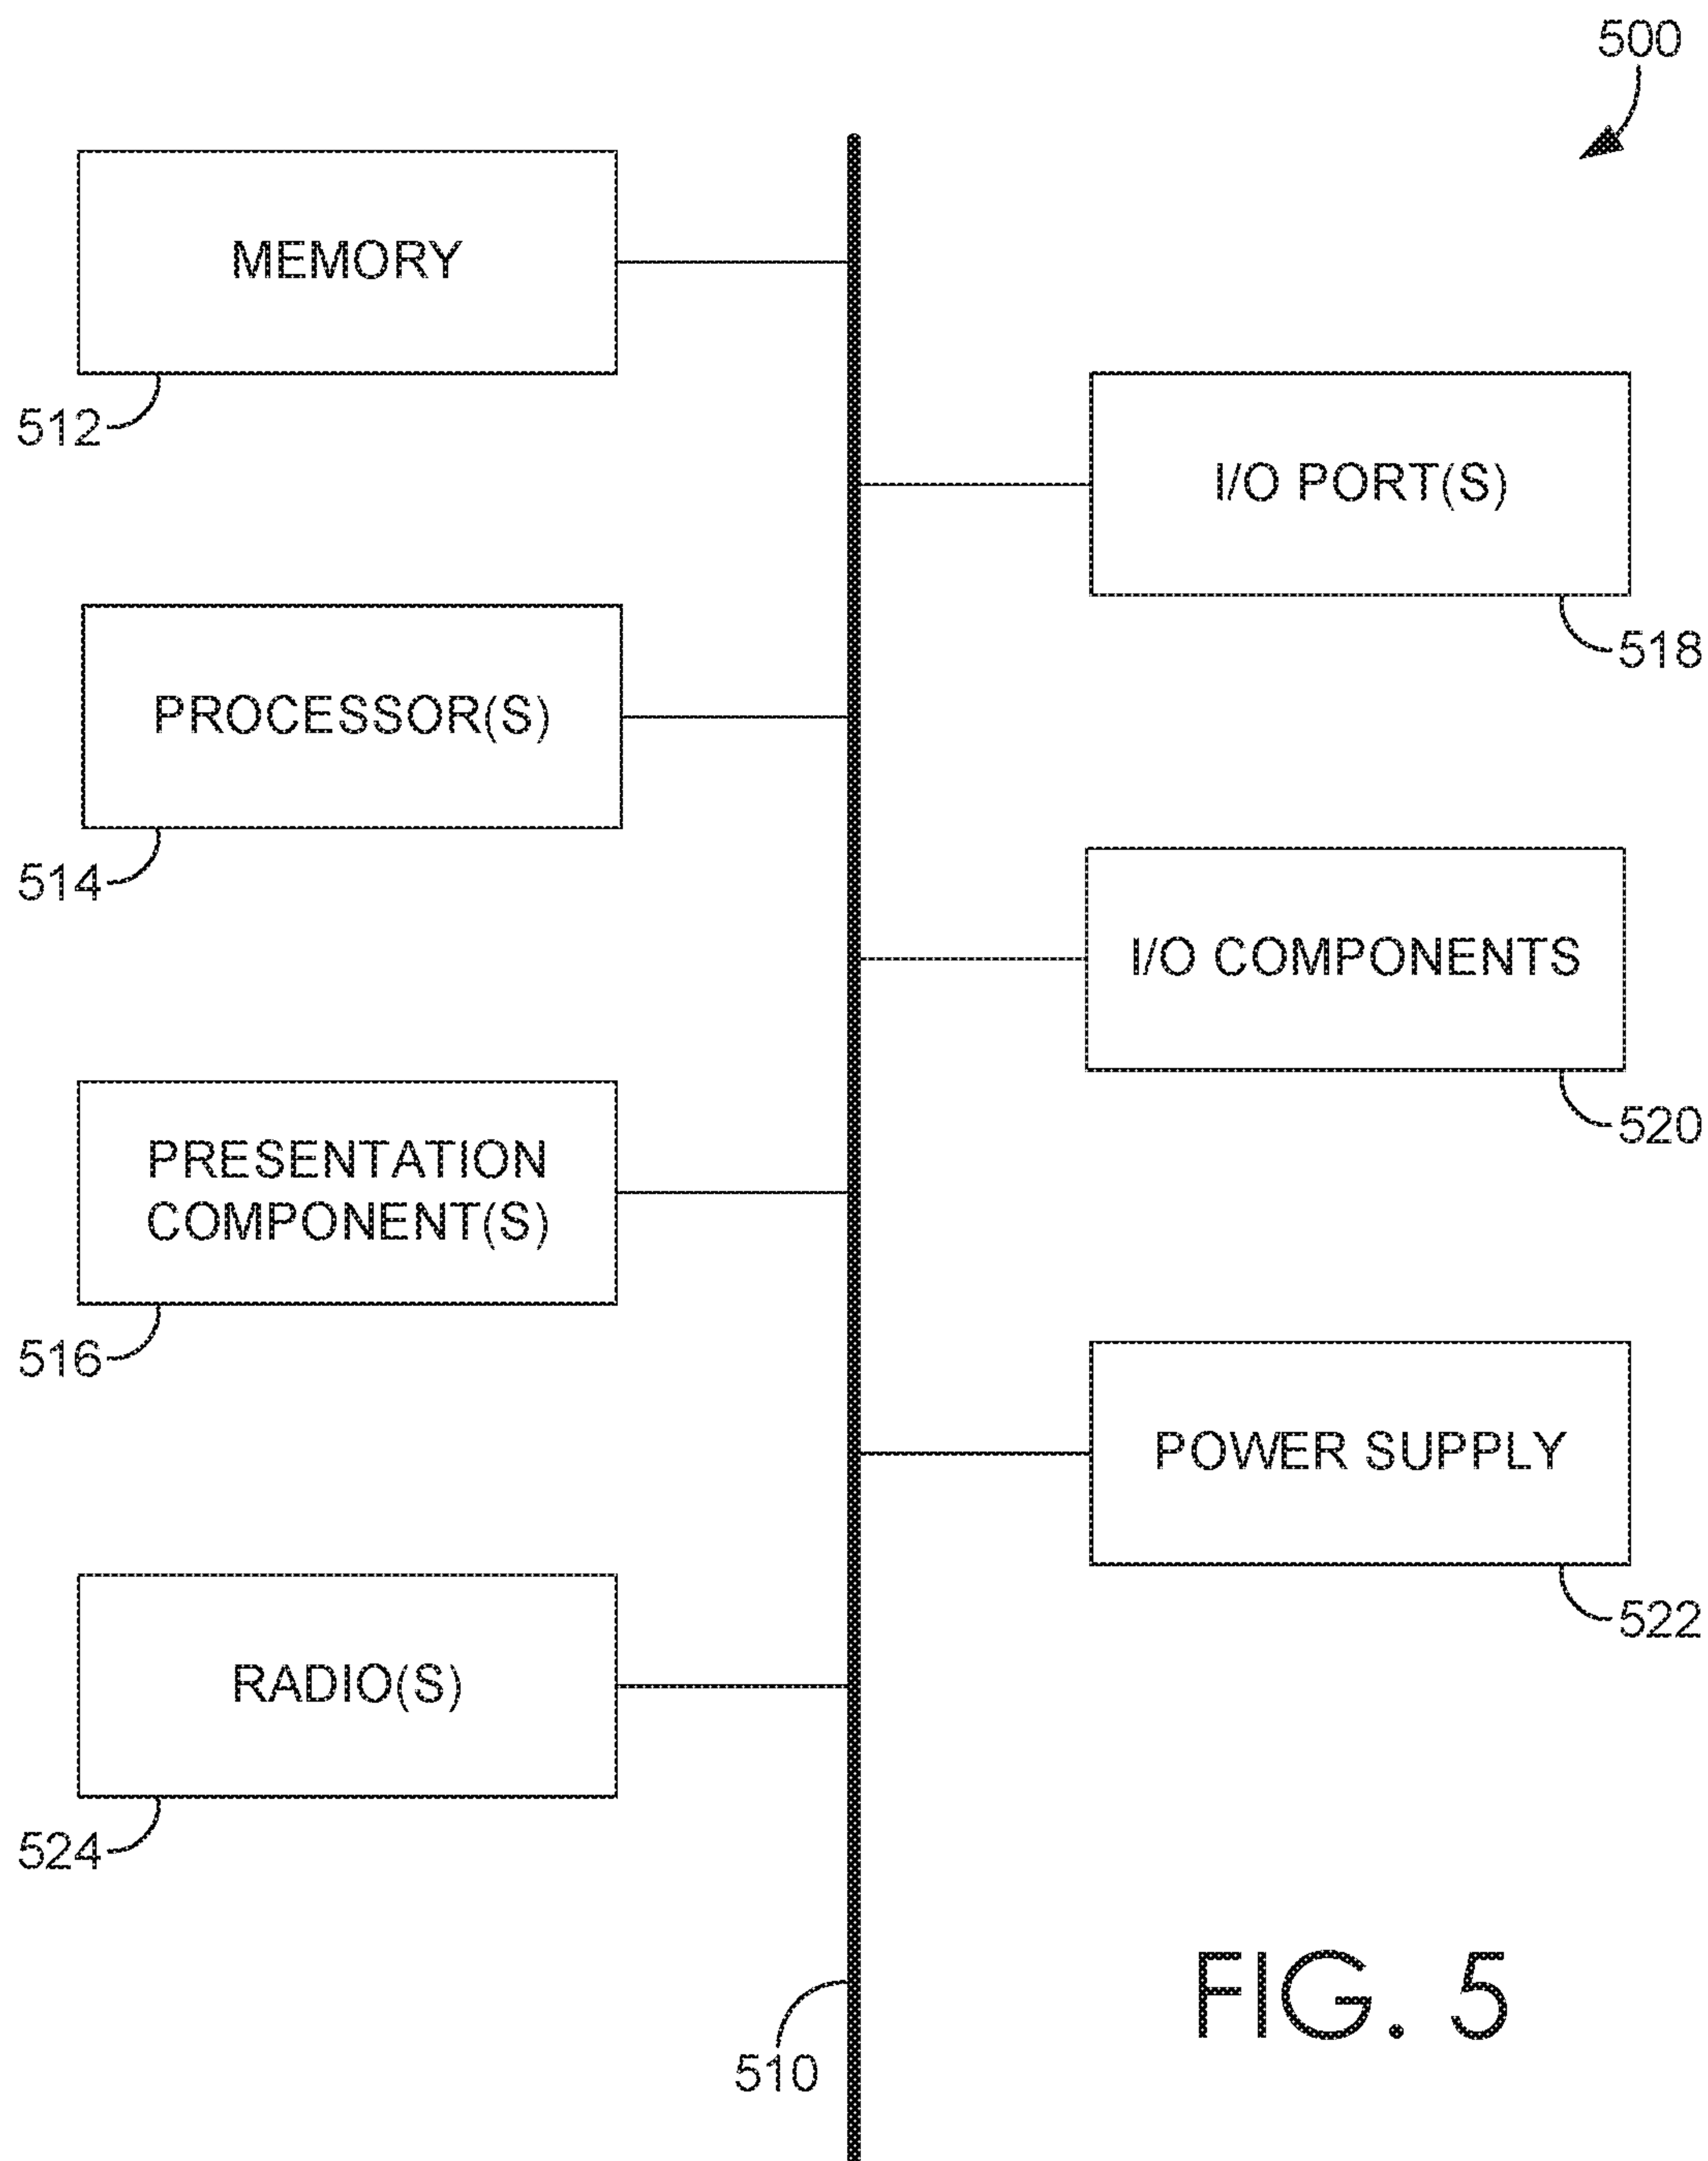 500
MEMORY
512
I/O PORT(S)
518
PROCESSOR(S)
514
I/O COMPONENTS
520
PRESENTATION
COMPONENT(S)
516
POWER SUPPLY
522
RADIO(S)
524
510
FIG. 5